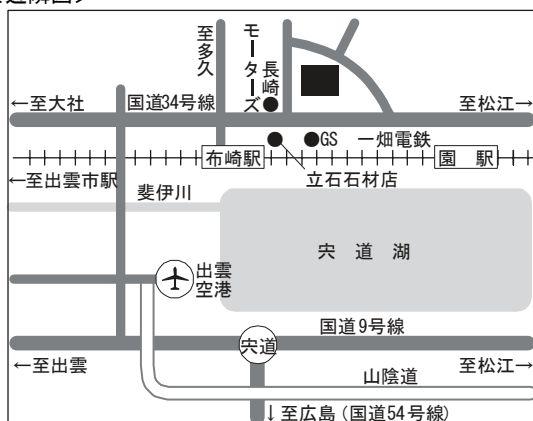 至多久
長崎モーターズ
←至大社
国道34号線
至松江→
GS
一畑電鉄
布崎駅
園 駅
←至出雲市駅
立石石材店
斐伊川
宍 道 湖
出雲
空港
国道9号線
宍道
←至出雲
至松江→
山陰道
↓至広島(国道54号線)